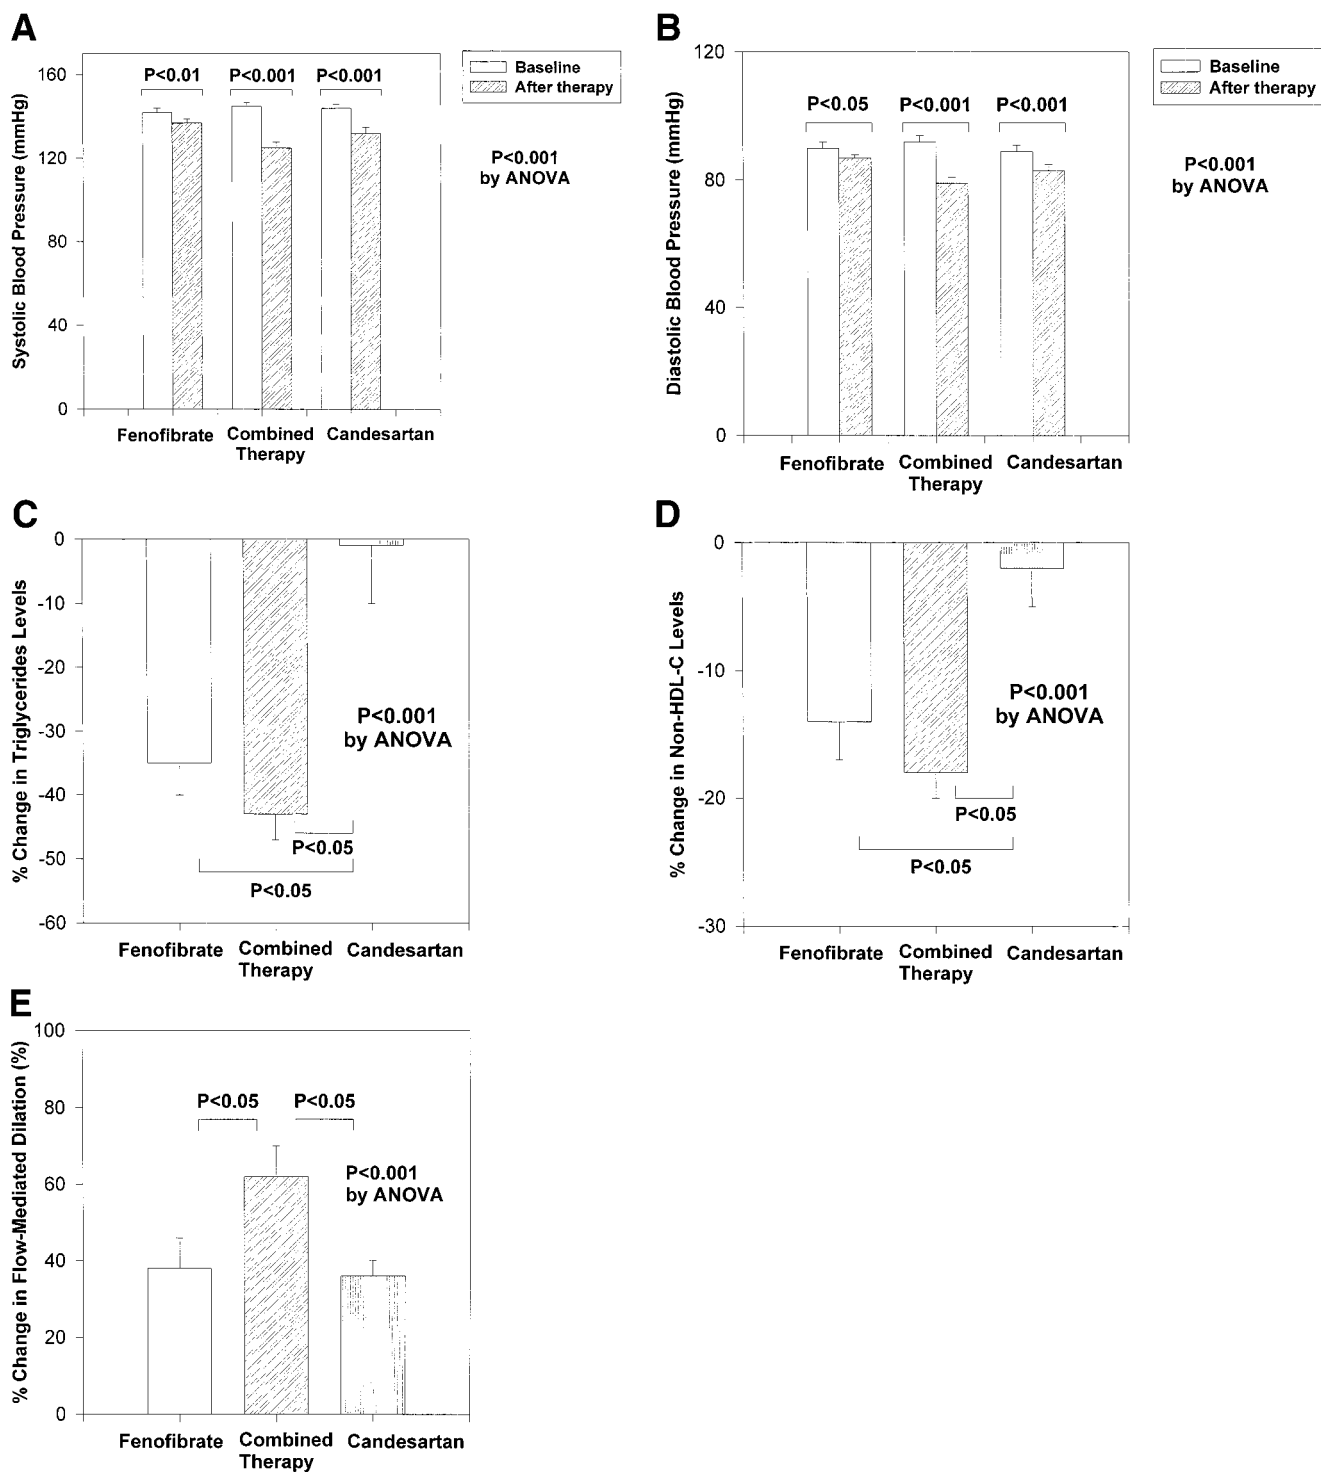 A
Systolic Blood Pressure (mmHg)
160
120
80
40
0
P<0.01
P<0.001
P<0.001
Baseline
After therapy
P<0.001
by ANOVA
Fenofibrate
Combined
Therapy
Candesartan
B
Diastolic Blood Pressure (mmHg)
120
80
40
0
P<0.05
P<0.001
P<0.001
Baseline
After therapy
P<0.001
by ANOVA
Fenofibrate
Combined
Therapy
Candesartan
C
% Change in Triglycerides Levels
0
-10
-20
-30
-40
-50
-60
P<0.001
by ANOVA
P<0.05
P<0.05
Fenofibrate
Combined
Therapy
Candesartan
D
% Change in Non-HDL-C Levels
0
-10
-20
-30
P<0.001
by ANOVA
P<0.05
P<0.05
Fenofibrate
Combined
Therapy
Candesartan
E
% Change in Flow-Mediated Dilation (%)
100
80
60
40
20
0
P<0.05
P<0.05
P<0.001
by ANOVA
Fenofibrate
Combined
Therapy
Candesartan